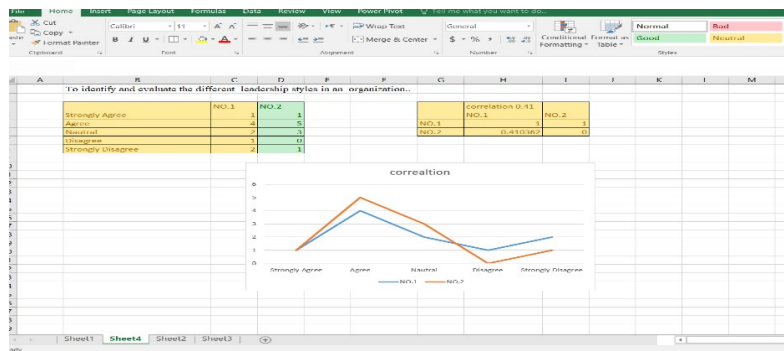 File Home Insert Page Layout Formulas Data Review View Power Pivot Tell me what you want to do...
Cut
Copy
Format Painter
Clipboard
Calibri 11 A A
B I U A
Font
Wrap Text
Merge & Center
Alignment
General
$ % ,
Number
Conditional Formatting
Format as Table
Normal Bad
Good Neutral
Styles
A B C D E F G H I J K L M
To identify and evaluate the different leadership styles in an organization..
NO.1 NO.2
Strongly Agree 1 1
Agree 4 5
Nautral 2 3
Disagree 1 0
Strongly Disagree 2 1
correlation 0.41
NO.1 NO.2
NO.1 1 1
NO.2 0.410362 0
correaltion
6
5
4
3
2
1
0
Strongly Agree Agree Nautral Disagree Strongly Disagree
NO.1 NO.2
Sheet1 Sheet4 Sheet2 Sheet3